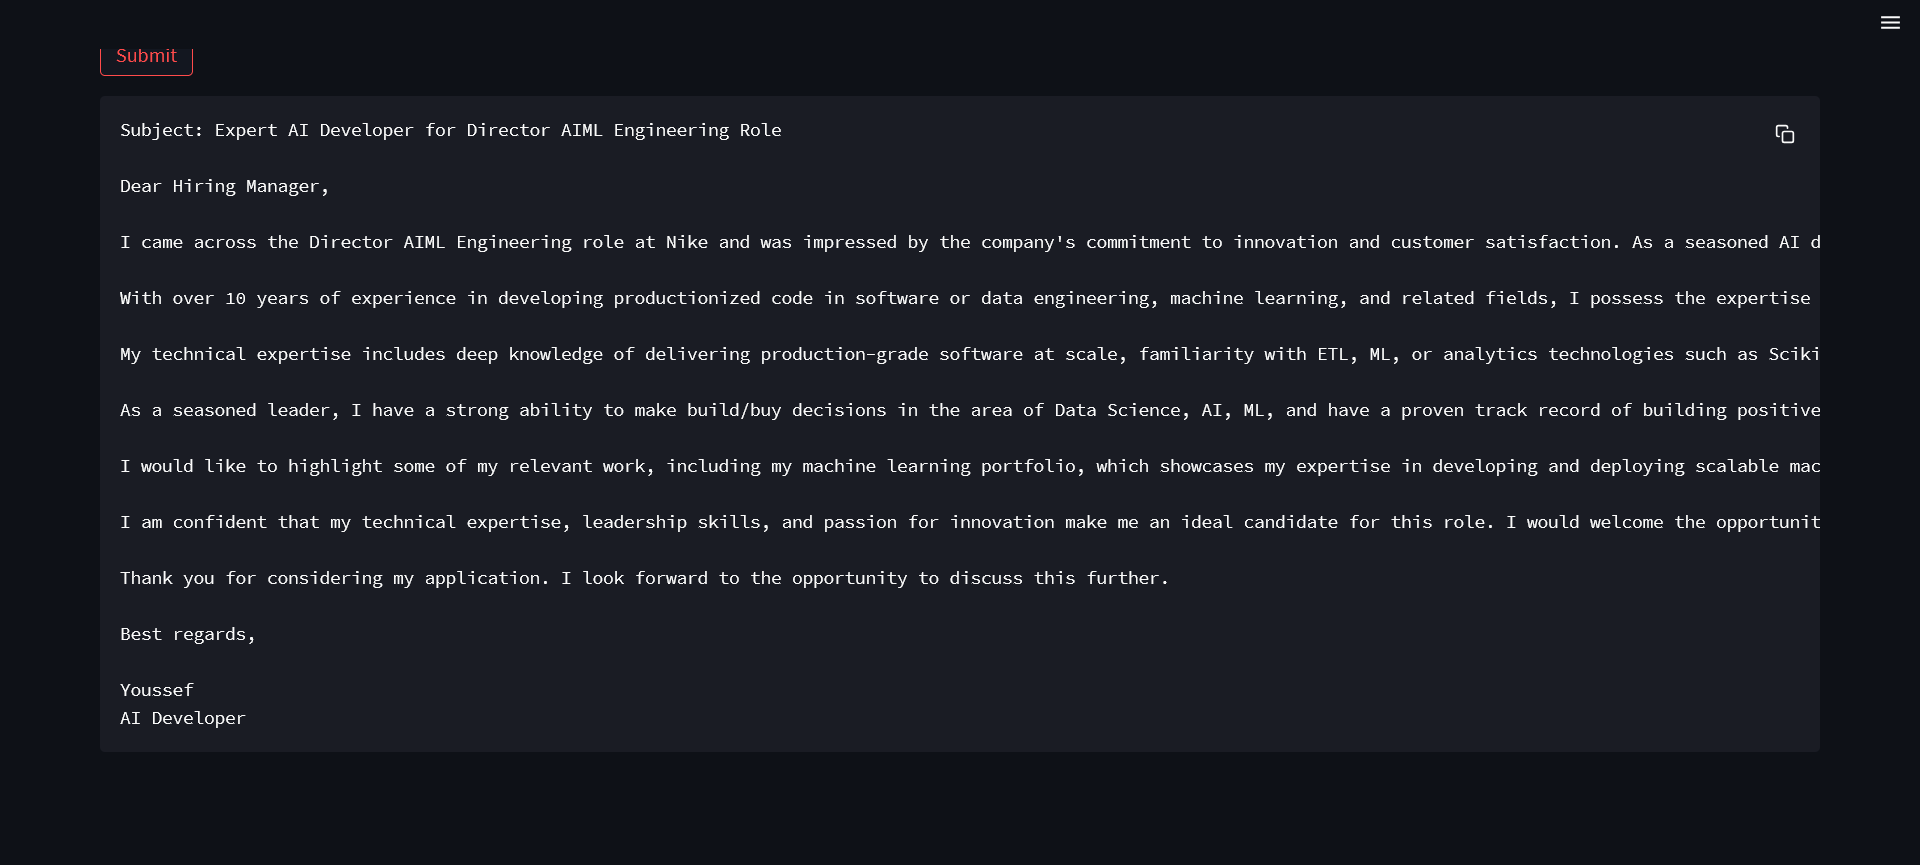 Submit
Subject: Expert AI Developer for Director AIML Engineering Role
Dear Hiring Manager,
I came across the Director AIML Engineering role at Nike and was impressed by the company's commitment to innovation and customer satisfaction. As a seasoned AI d
With over 10 years of experience in developing productionized code in software or data engineering, machine learning, and related fields, I possess the expertise
My technical expertise includes deep knowledge of delivering production-grade software at scale, familiarity with ETL, ML, or analytics technologies such as Sciki
As a seasoned leader, I have a strong ability to make build/buy decisions in the area of Data Science, AI, ML, and have a proven track record of building positive
I would like to highlight some of my relevant work, including my machine learning portfolio, which showcases my expertise in developing and deploying scalable mac
I am confident that my technical expertise, leadership skills, and passion for innovation make me an ideal candidate for this role. I would welcome the opportunit
Thank you for considering my application. I look forward to the opportunity to discuss this further.
Best regards,
Youssef
AI Developer